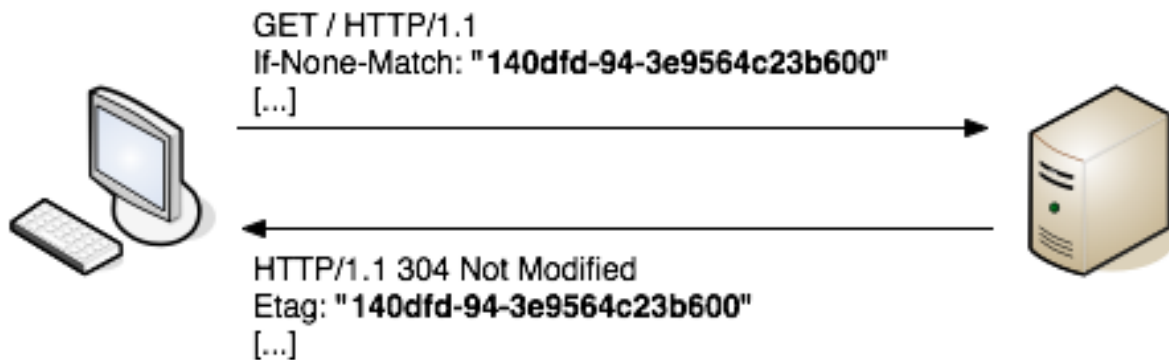 GET / HTTP/1.1
If-None-Match: "140dfd-94-3e9564c23b600"
[...]
HTTP/1.1 304 Not Modified
Etag: "140dfd-94-3e9564c23b600"
[...]